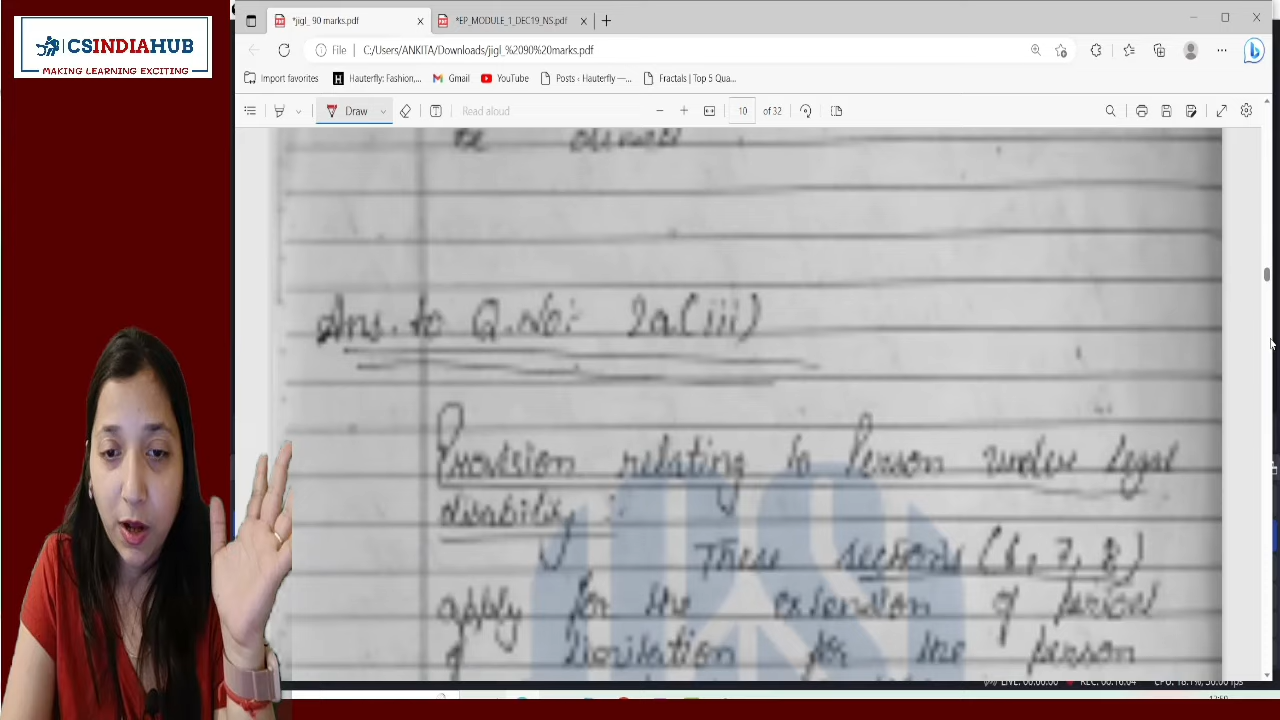 CSINDIAHUB
MAKING LEARNING EXCITING
*jigl_ 90 marks.pdf
*EP_MODULE_1_DEC19_NS.pdf
File
C:/Users/ANKITA/Downloads/jigl_%2090%20marks.pdf
Import favorites
Hauterfly: Fashion,...
Gmail
YouTube
Posts ‹ Hauterfly —...
Fractals | Top 5 Qua...
Draw
Read aloud
10 of 32
be
Ans. to Q.No:- 2a(iii)
Provision relating to Person under legal
disability :
These sections (6, 7, 8)
apply for the extension of period
of limitation for the person